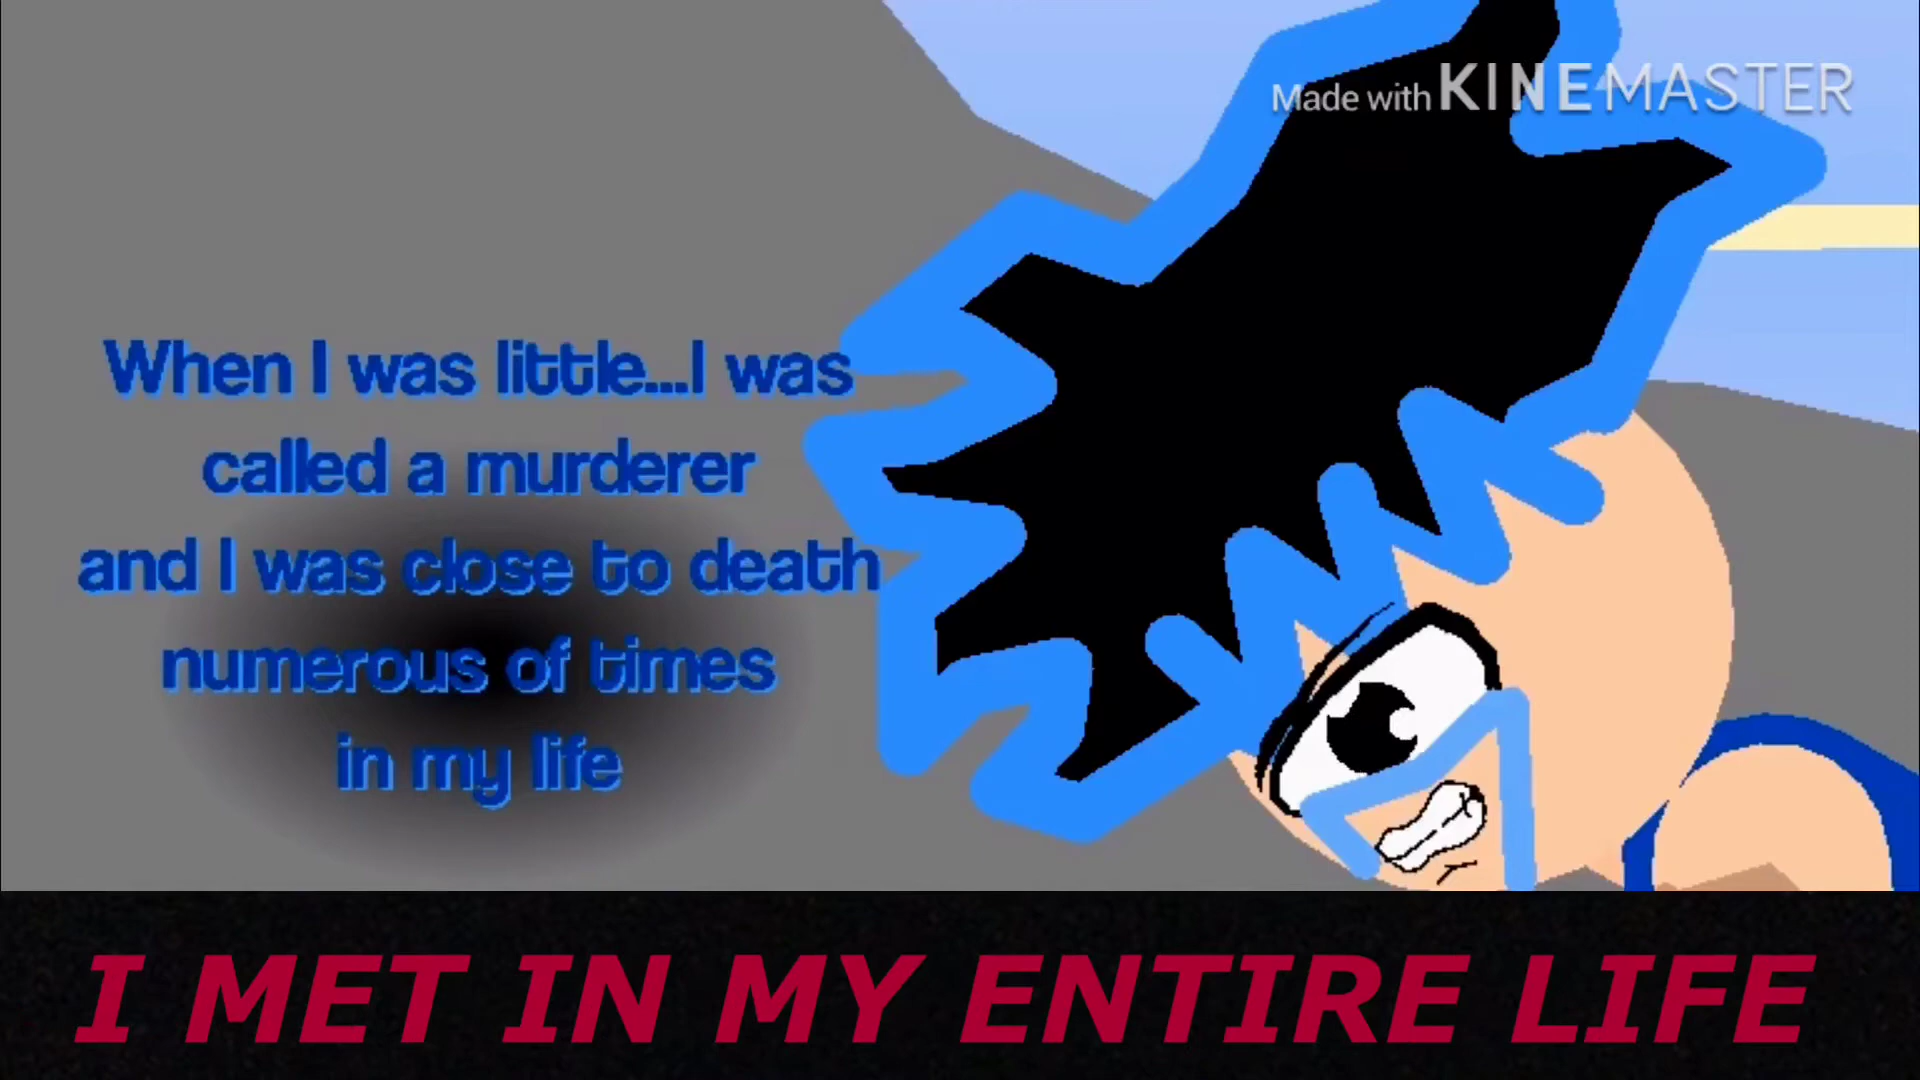 Made with KINEMASTER
When I was little...I was
called a murderer
and I was close to death
numerous of times
in my life
I MET IN MY ENTIRE LIFE